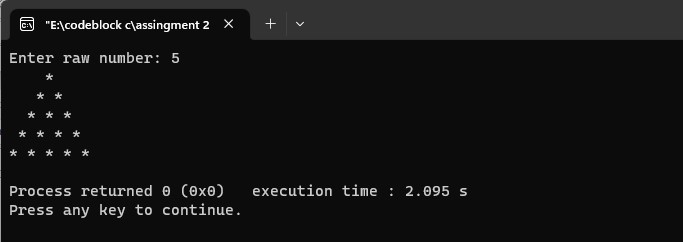 "E:\codeblock c\assingment 2
Enter raw number: 5
    *
   * *
  * * *
 * * * *
* * * * *
Process returned 0 (0x0)   execution time : 2.095 s
Press any key to continue.